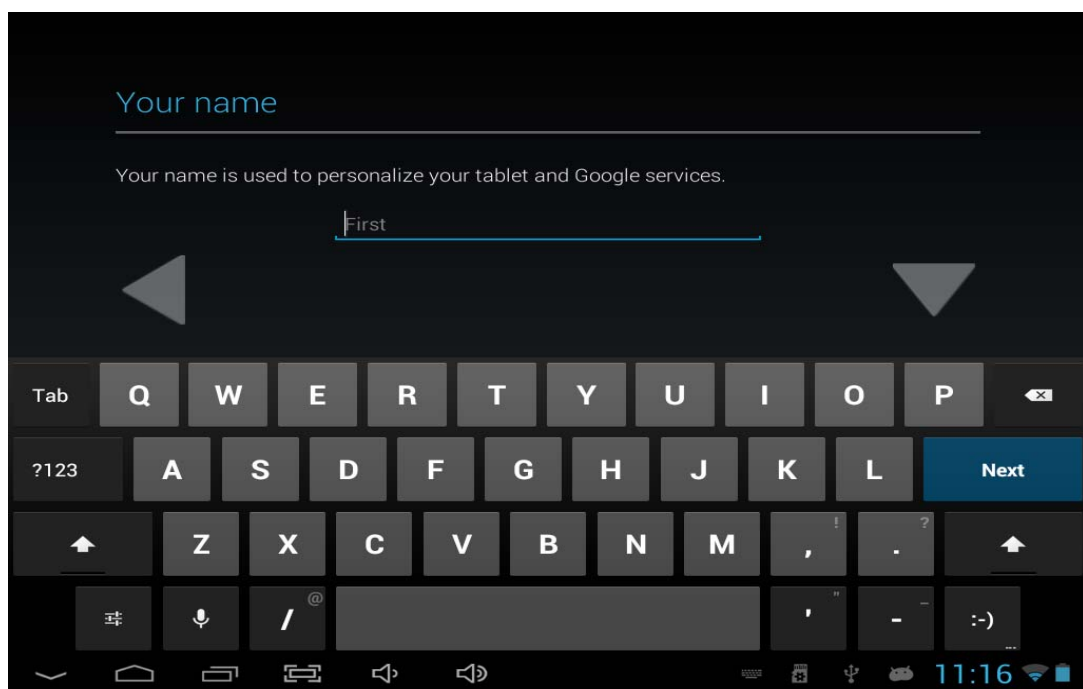 Your name
Your name is used to personalize your tablet and Google services.
First
Tab Q W E R T Y U I O P
?123 A S D F G H J K L Next
Z X C V B N M , ! . ?
/ @ ' " - _ :-) ...
11:16